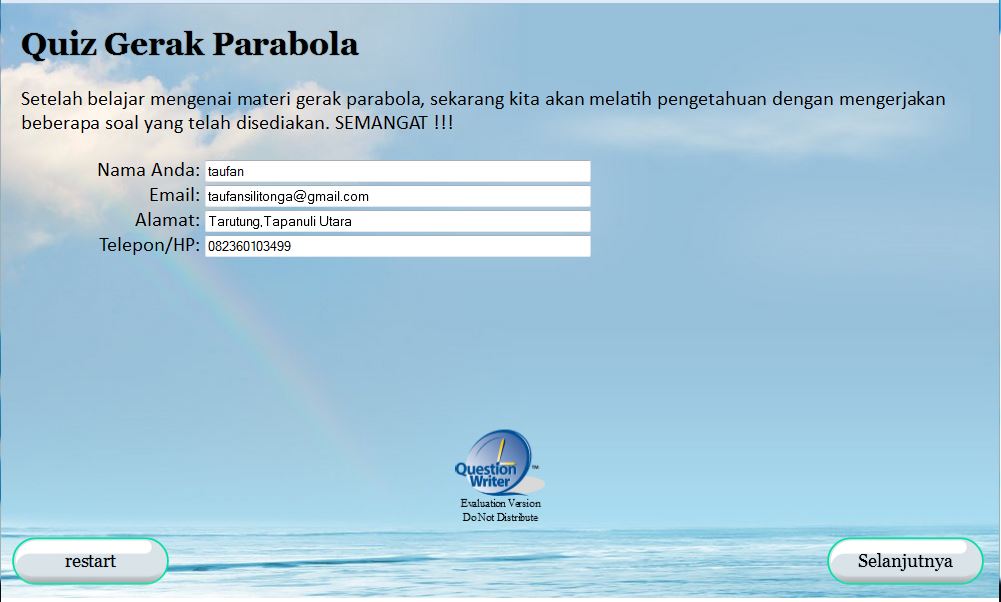 Quiz Gerak Parabola
Setelah belajar mengenai materi gerak parabola, sekarang kita akan melatih pengetahuan dengan mengerjakan
beberapa soal yang telah disediakan. SEMANGAT !!!
Nama Anda: taufan
Email: taufansilitonga@gmail.com
Alamat: Tarutung,Tapanuli Utara
Telepon/HP: 082360103499
Question
Writer ™
Evaluation Version
Do Not Distribute
restart
Selanjutnya